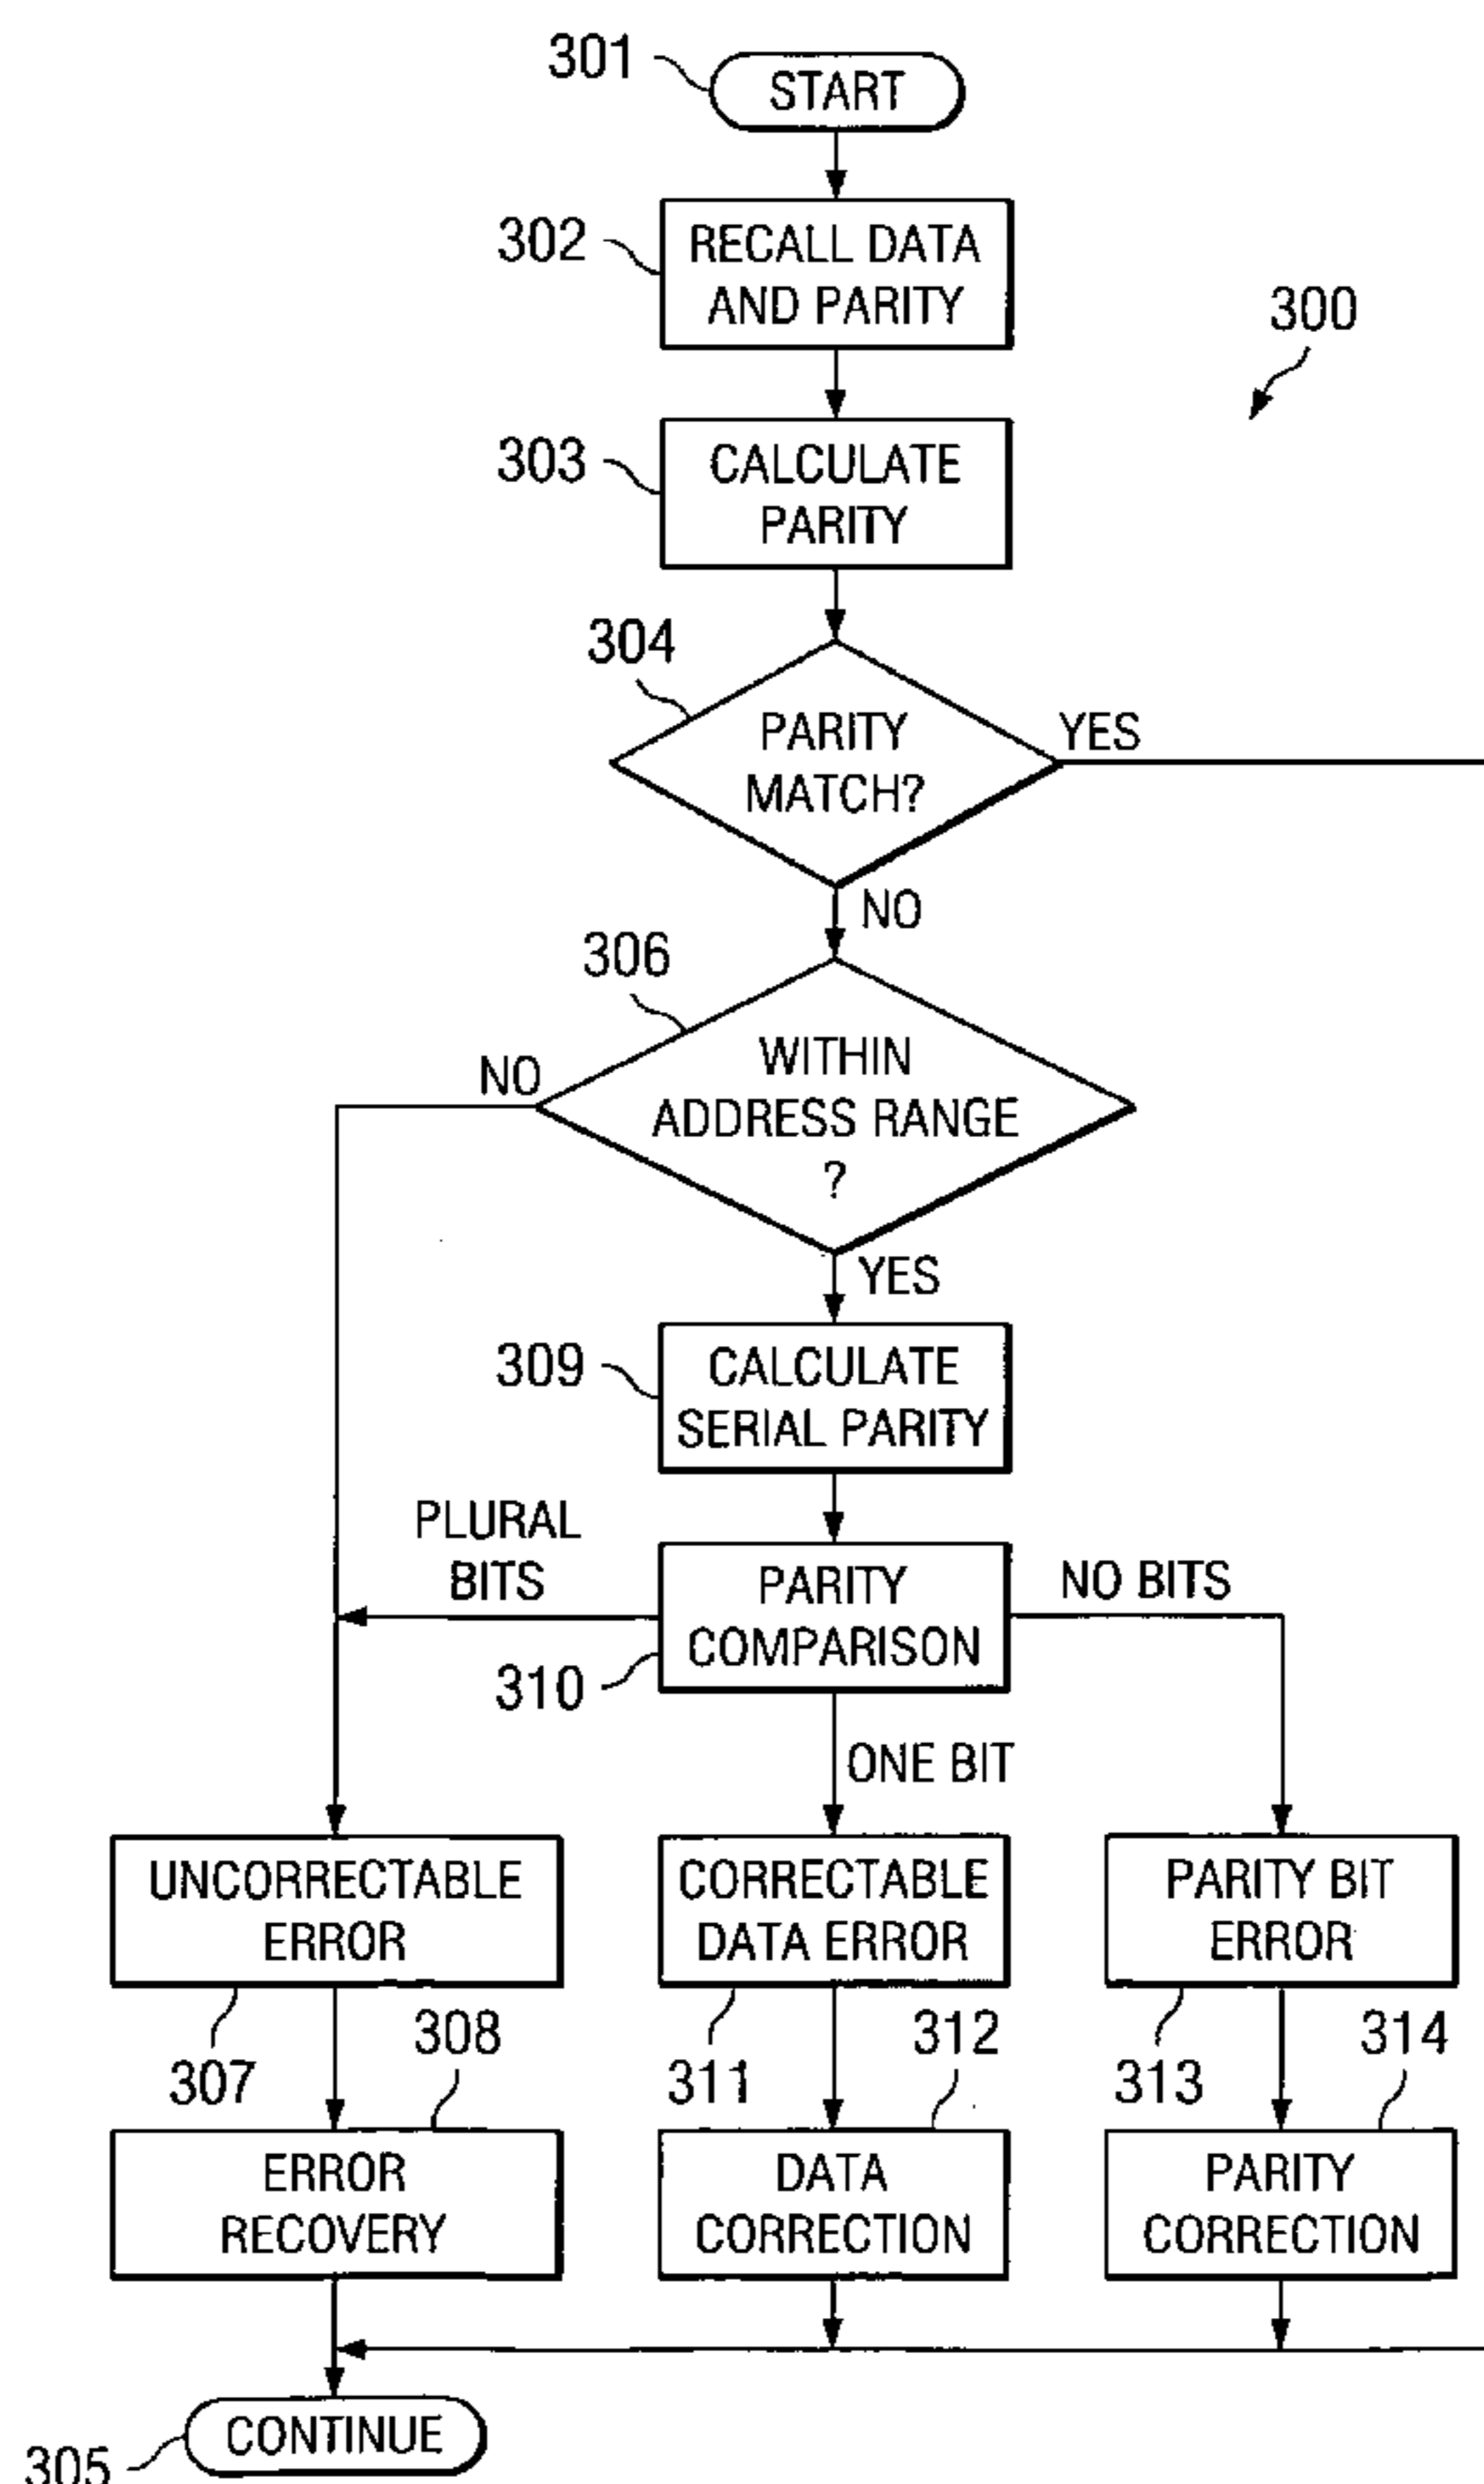 301
START
302
RECALL DATA
AND PARITY
300
303
CALCULATE
PARITY
304
PARITY
MATCH?
YES
NO
306
WITHIN
ADDRESS RANGE
?
NO
YES
309
CALCULATE
SERIAL PARITY
PLURAL
BITS
PARITY
COMPARISON
NO BITS
310
ONE BIT
UNCORRECTABLE
ERROR
CORRECTABLE
DATA ERROR
PARITY BIT
ERROR
307
308
311
312
313
314
ERROR
RECOVERY
DATA
CORRECTION
PARITY
CORRECTION
CONTINUE
305